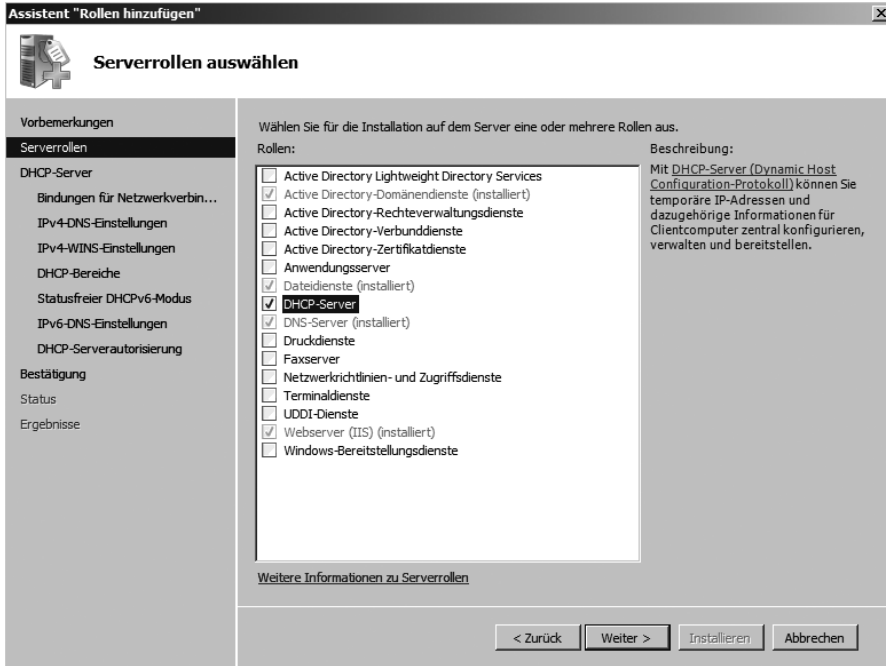 Assistent "Rollen hinzufügen"
Serverrollen auswählen
Vorbemerkungen
Serverrollen
DHCP-Server
Bindungen für Netzwerkverbin...
IPv4-DNS-Einstellungen
IPv4-WINS-Einstellungen
DHCP-Bereiche
Statusfreier DHCPv6-Modus
IPv6-DNS-Einstellungen
DHCP-Serverautorisierung
Bestätigung
Status
Ergebnisse
Wählen Sie für die Installation auf dem Server eine oder mehrere Rollen aus.
Rollen:
Active Directory Lightweight Directory Services
Active Directory-Domänendienste (installiert)
Active Directory-Rechteverwaltungsdienste
Active Directory-Verbunddienste
Active Directory-Zertifikatdienste
Anwendungsserver
Dateidienste (installiert)
DHCP-Server
DNS-Server (installiert)
Druckdienste
Faxserver
Netzwerkrichtlinien- und Zugriffsdienste
Terminaldienste
UDDI-Dienste
Webserver (IIS) (installiert)
Windows-Bereitstellungsdienste
Weitere Informationen zu Serverrollen
Beschreibung:
Mit DHCP-Server (Dynamic Host
Configuration-Protokoll) können Sie
temporäre IP-Adressen und
dazugehörige Informationen für
Clientcomputer zentral konfigurieren,
verwalten und bereitstellen.
< Zurück
Weiter >
Installieren
Abbrechen